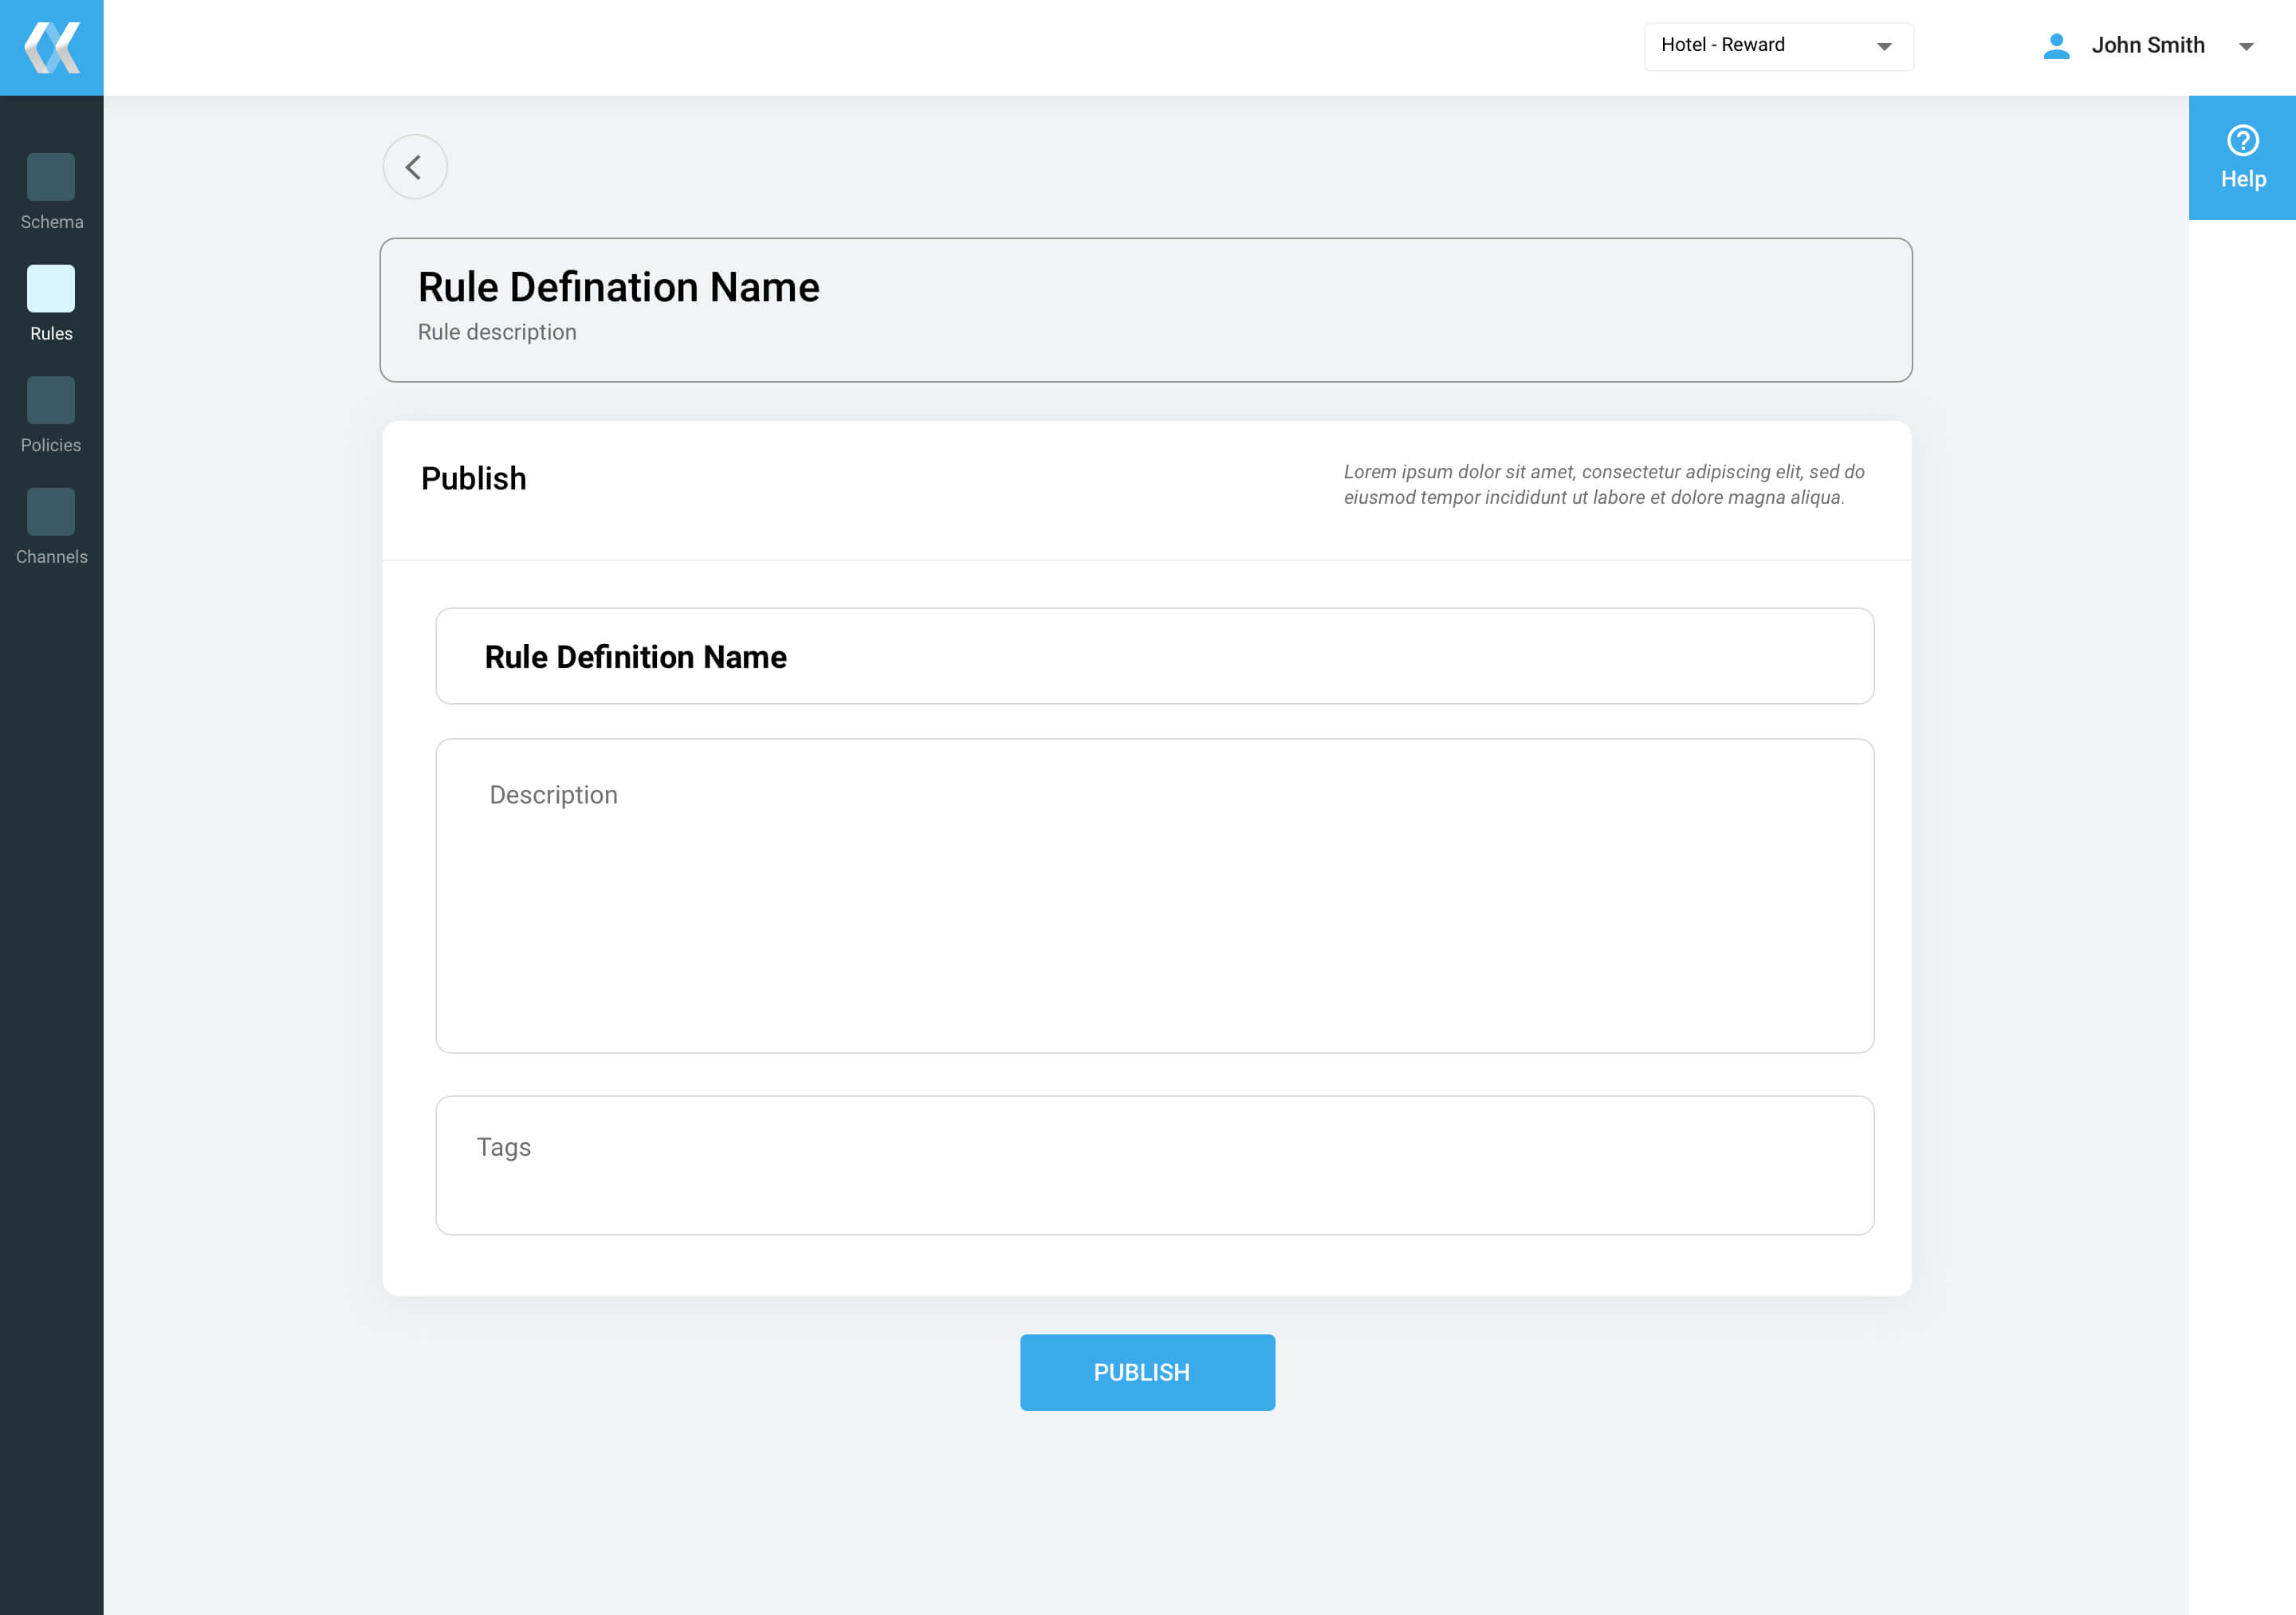 Hotel - Reward
John Smith
Help
Schema
Rules
Policies
Channels
Rule Defination Name
Rule description
Publish
Lorem ipsum dolor sit amet, consectetur adipiscing elit, sed do
eiusmod tempor incididunt ut labore et dolore magna aliqua.
Rule Definition Name
Description
Tags
PUBLISH